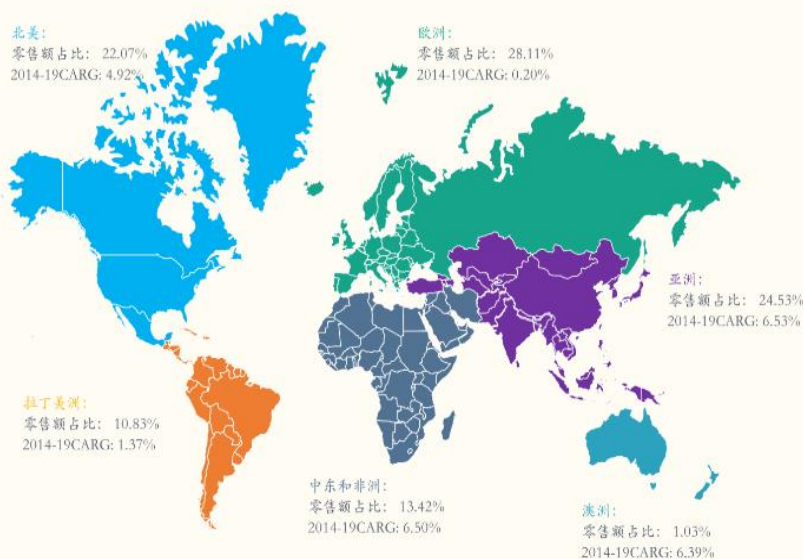 北美:
零售额占比: 22.07%
2014-19CARG: 4.92%
欧洲:
零售额占比: 28.11%
2014-19CARG: 0.20%
亚洲:
零售额占比: 24.53%
2014-19CARG: 6.53%
拉丁美洲:
零售额占比: 10.83%
2014-19CARG: 1.37%
中东和非洲:
零售额占比: 13.42%
2014-19CARG: 6.50%
澳洲:
零售额占比: 1.03%
2014-19CARG: 6.39%